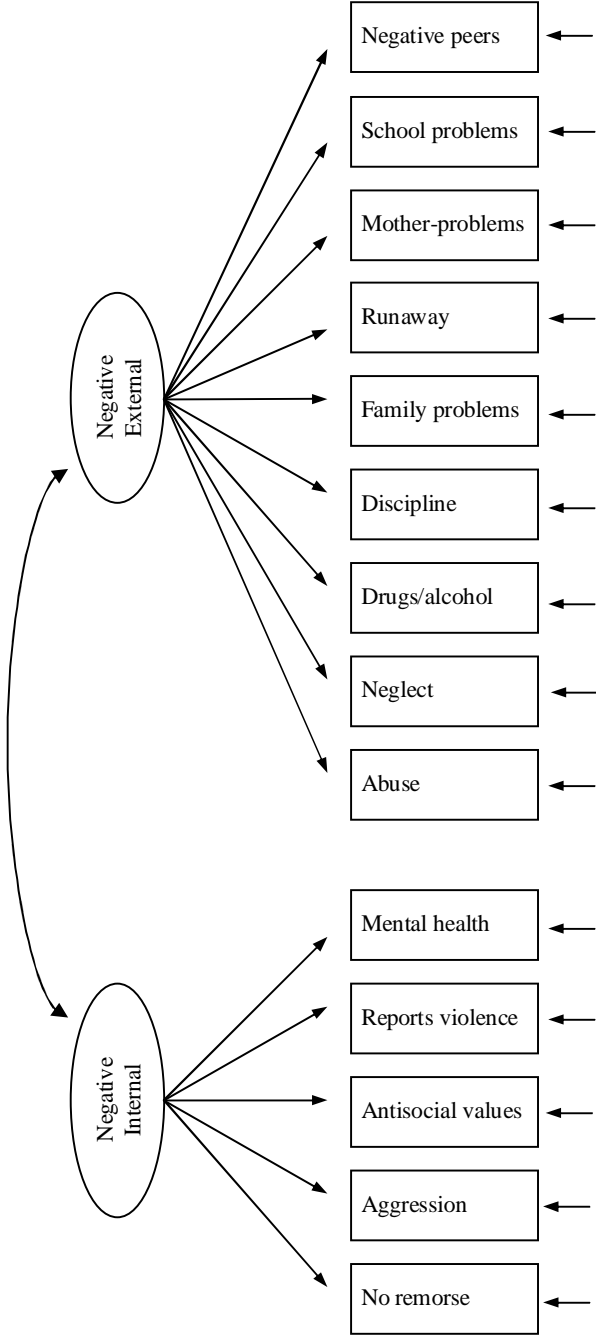 Negative peers
School problems
Mother-problems
Runaway
Negative
External
Family problems
Discipline
Drugs/alcohol
Neglect
Abuse
Mental health
Reports violence
Negative
Internal
Antisocial values
Aggression
No remorse